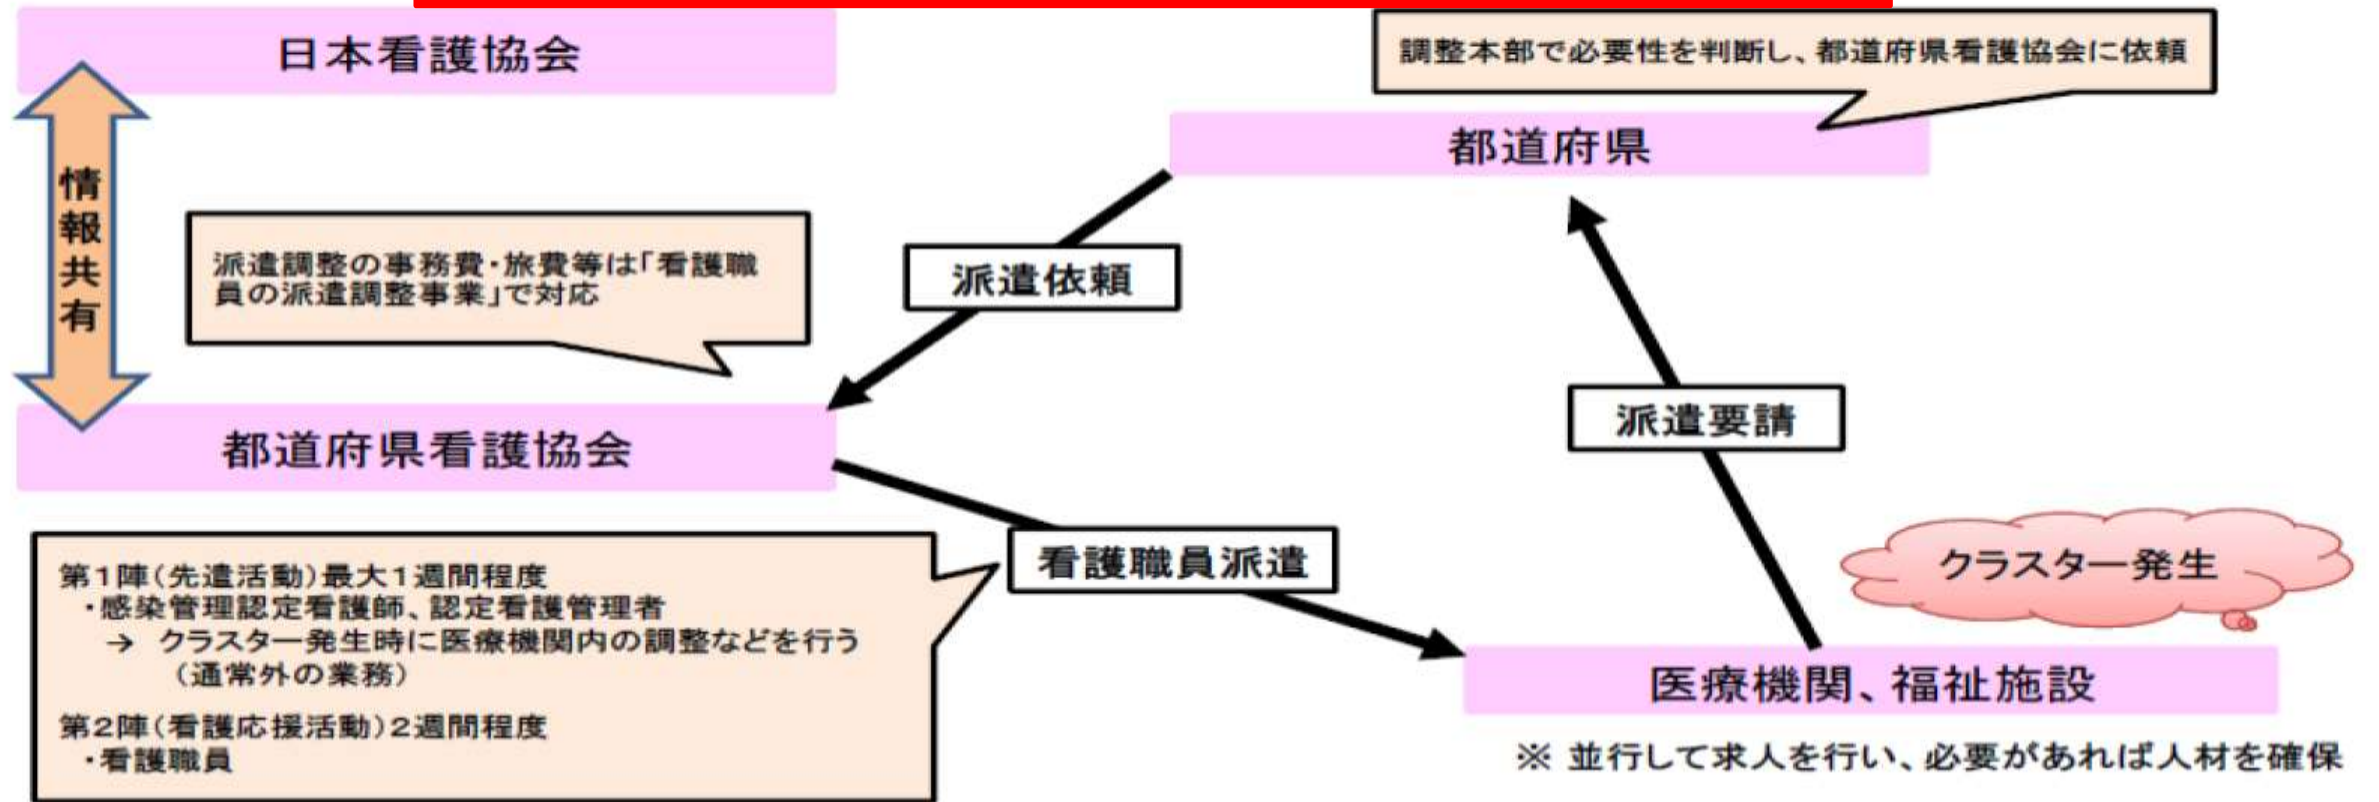 日本看護協会
調整本部で必要性を判断し、都道府県看護協会に依頼
都道府県
情報共有
派遣調整の事務費・旅費等は「看護職
員の派遣調整事業」で対応
派遣依頼
派遣要請
都道府県看護協会
看護職員派遣
クラスター発生
第1陣(先遣活動)最大1週間程度
・感染管理認定看護師、認定看護管理者
→ クラスター発生時に医療機関内の調整などを行う
(通常外の業務)
第2陣(看護応援活動)2週間程度
・看護職員
医療機関、福祉施設
※ 並行して求人を行い、必要があれば人材を確保